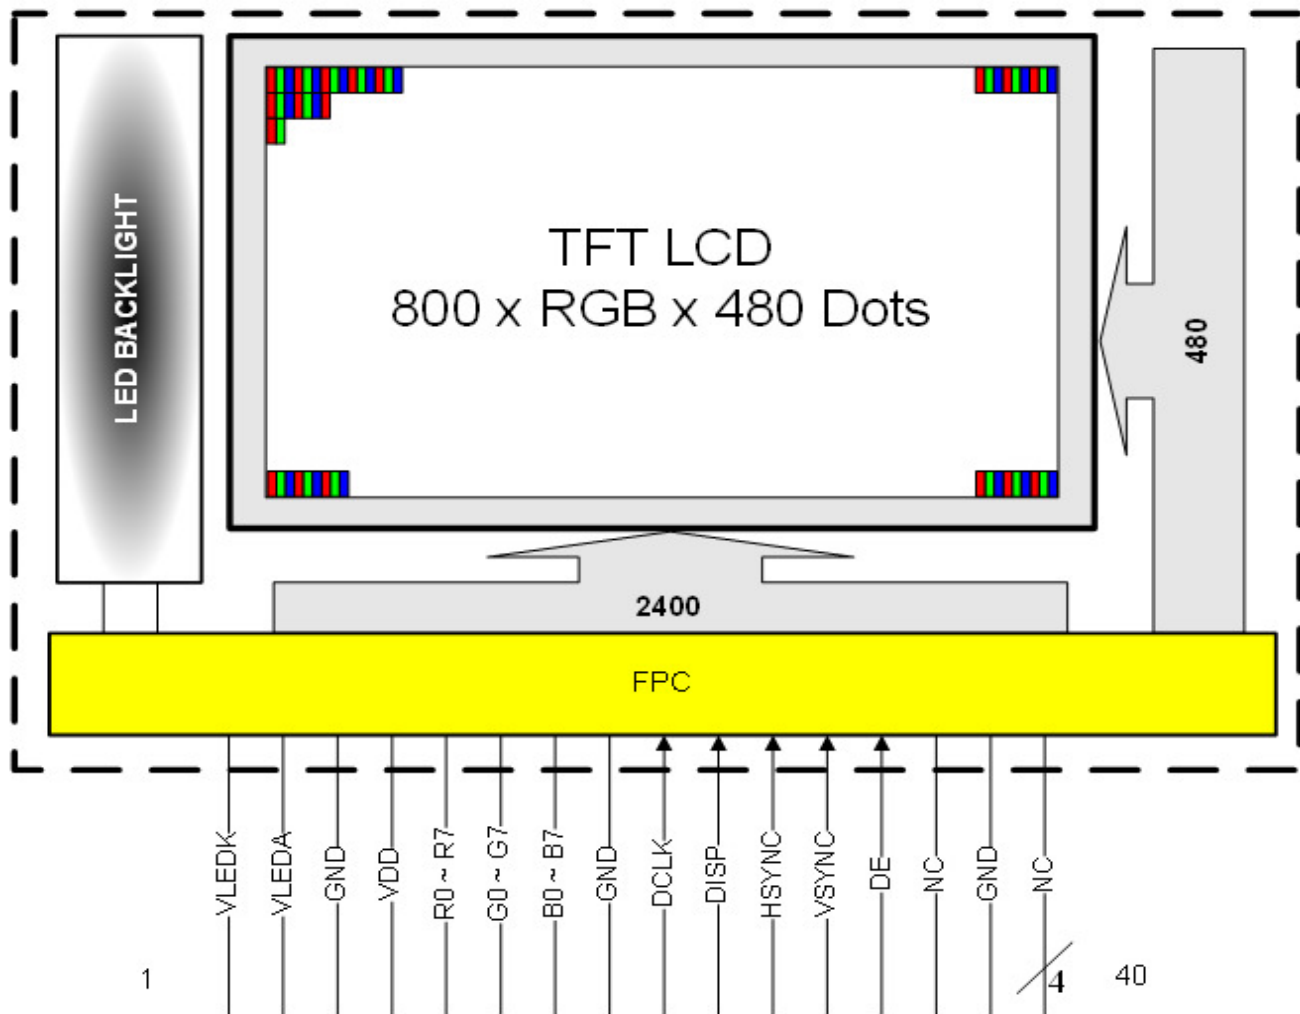 LED BACKLIGHT
TFT LCD
800 x RGB x 480 Dots
480
2400
FPC
VLEDK
VLEDA
GND
VDD
R0 ~ R7
G0 ~ G7
B0 ~ B7
GND
DCLK
DISP
HSYNC
VSYNC
DE
NC
GND
NC
1
4
40